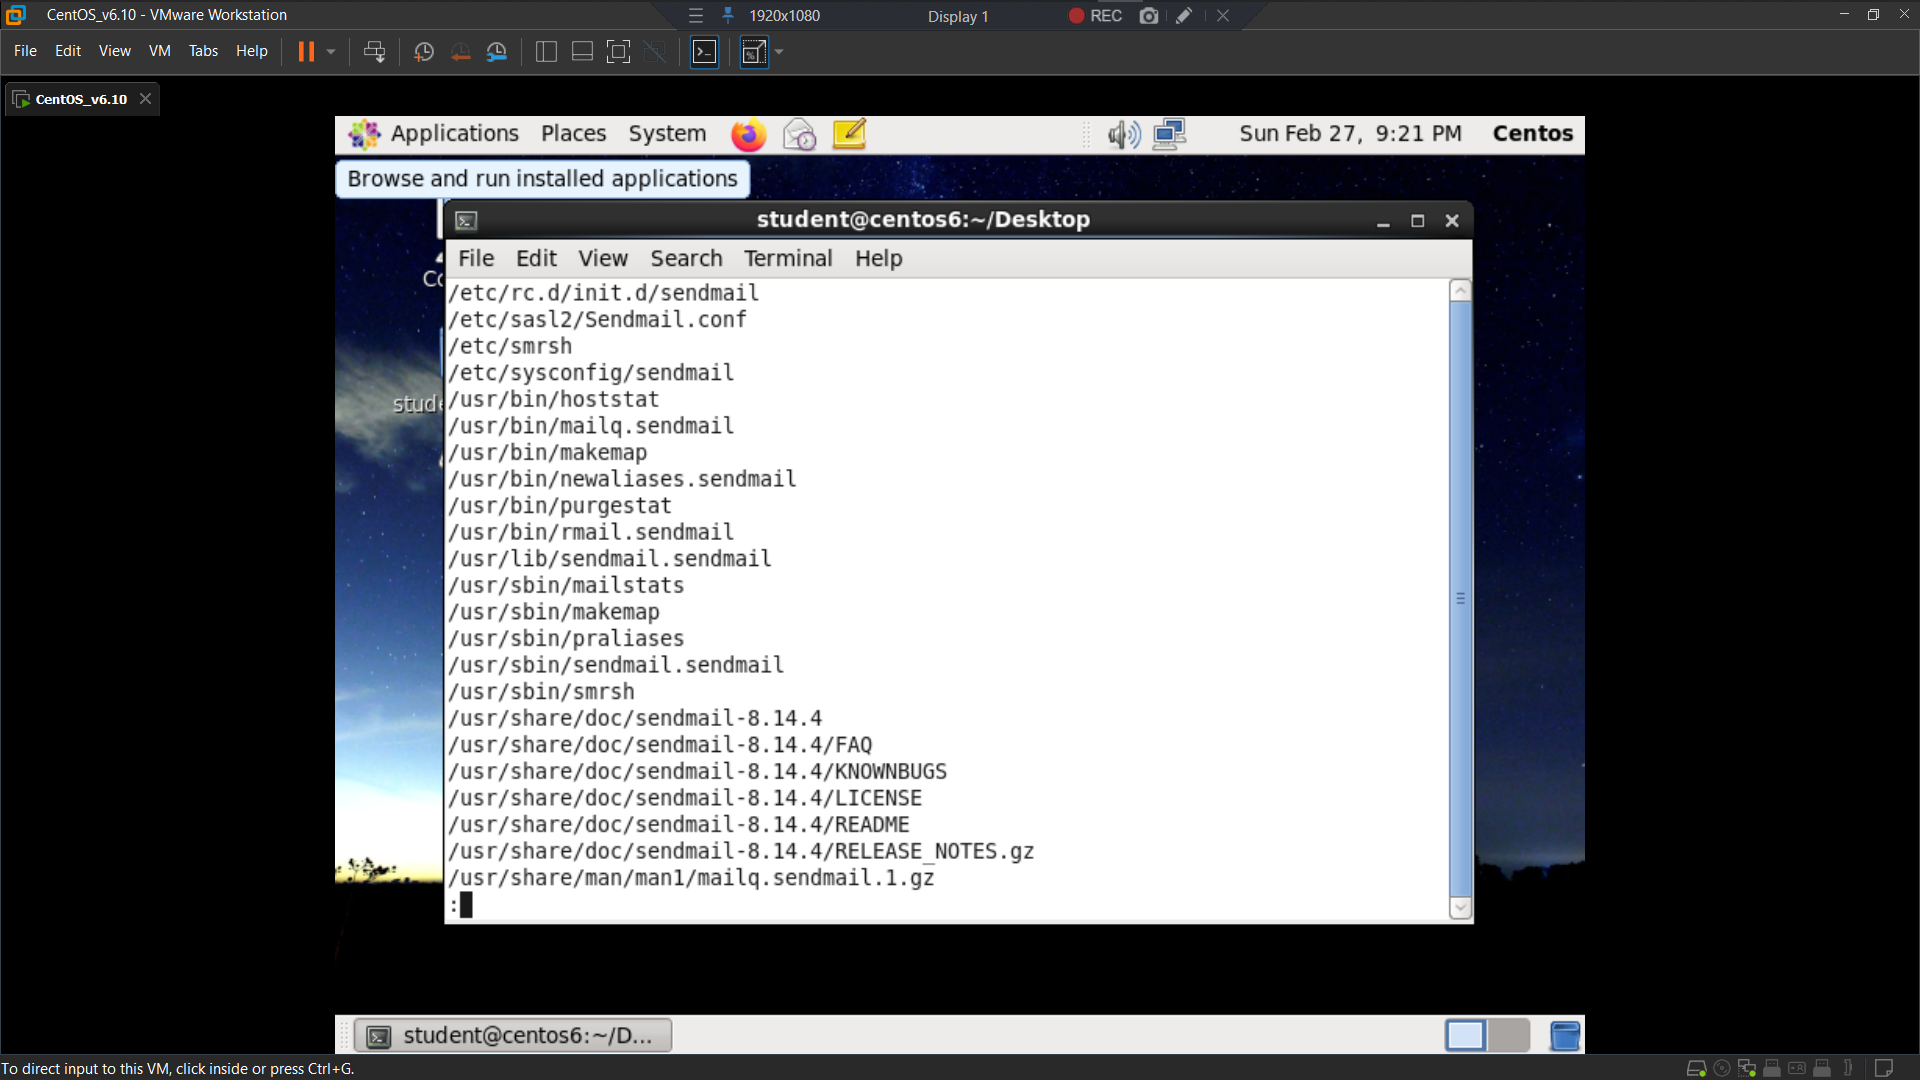 CentOS_v6.10 - VMware Workstation
1920x1080
Display 1
REC
File Edit View VM Tabs Help
CentOS_v6.10
Applications Places System
Sun Feb 27, 9:21 PM Centos
Browse and run installed applications
student@centos6:~/Desktop
File Edit View Search Terminal Help
/etc/rc.d/init.d/sendmail
/etc/sasl2/Sendmail.conf
/etc/smrsh
/etc/sysconfig/sendmail
/usr/bin/hoststat
/usr/bin/mailq.sendmail
/usr/bin/makemap
/usr/bin/newaliases.sendmail
/usr/bin/purgestat
/usr/bin/rmail.sendmail
/usr/lib/sendmail.sendmail
/usr/sbin/mailstats
/usr/sbin/makemap
/usr/sbin/praliases
/usr/sbin/sendmail.sendmail
/usr/sbin/smrsh
/usr/share/doc/sendmail-8.14.4
/usr/share/doc/sendmail-8.14.4/FAQ
/usr/share/doc/sendmail-8.14.4/KNOWNBUGS
/usr/share/doc/sendmail-8.14.4/LICENSE
/usr/share/doc/sendmail-8.14.4/README
/usr/share/doc/sendmail-8.14.4/RELEASE_NOTES.gz
/usr/share/man/man1/mailq.sendmail.1.gz
:
student@centos6:~/D...
To direct input to this VM, click inside or press Ctrl+G.